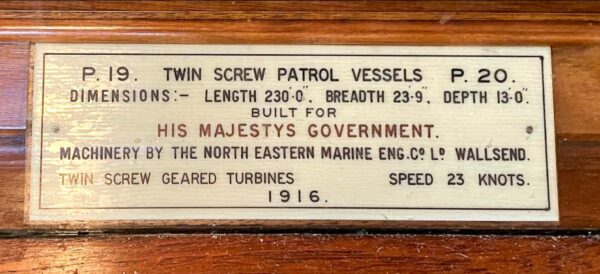 P.19. TWIN SCREW PATROL VESSELS P.20.
DIMENSIONS:- LENGTH 230'·0". BREADTH 23'·9". DEPTH 13'·0".
BUILT FOR
HIS MAJESTYS GOVERNMENT.
MACHINERY BY THE NORTH EASTERN MARINE ENG. Cº Lº WALLSEND.
TWIN SCREW GEARED TURBINES SPEED 23 KNOTS.
1916.